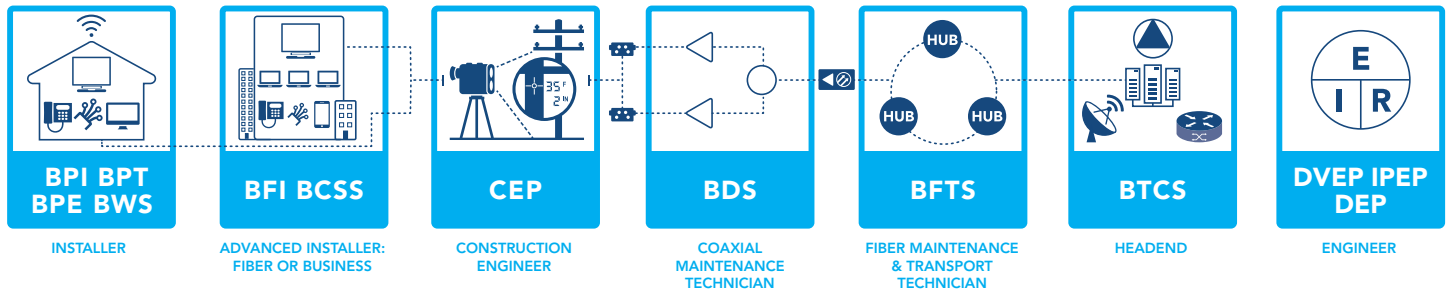 BPI BPT
BPE BWS
INSTALLER
BFI BCSS
ADVANCED INSTALLER:
FIBER OR BUSINESS
35 F
2 IN
CEP
CONSTRUCTION
ENGINEER
BDS
COAXIAL
MAINTENANCE
TECHNICIAN
HUB
HUB
HUB
BFTS
FIBER MAINTENANCE
& TRANSPORT
TECHNICIAN
BTCS
HEADEND
E
I R
DVEP IPEP
DEP
ENGINEER